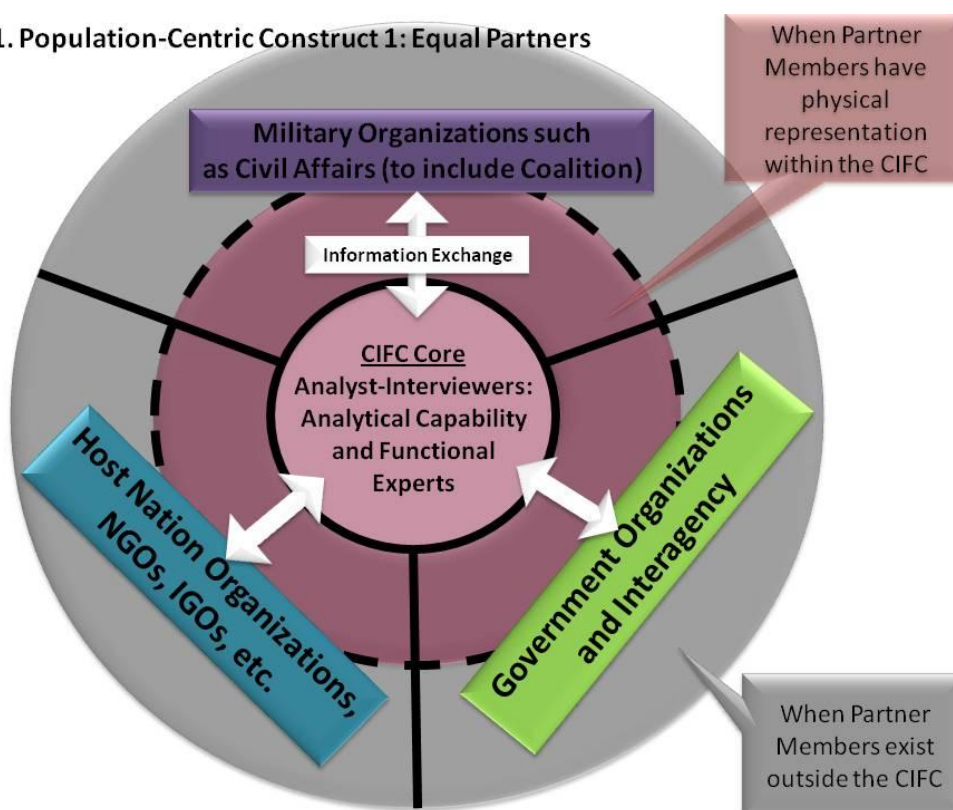 1. Population-Centric Construct 1: Equal Partners
When Partner
Members have
physical
representation
within the CIFC
Military Organizations such
as Civil Affairs (to include Coalition)
Information Exchange
CIFC Core
Analyst-Interviewers:
Analytical Capability
and Functional
Experts
Host Nation Organizations,
NGOs, IGOs, etc.
Government Organizations
and Interagency
When Partner
Members exist
outside the CIFC